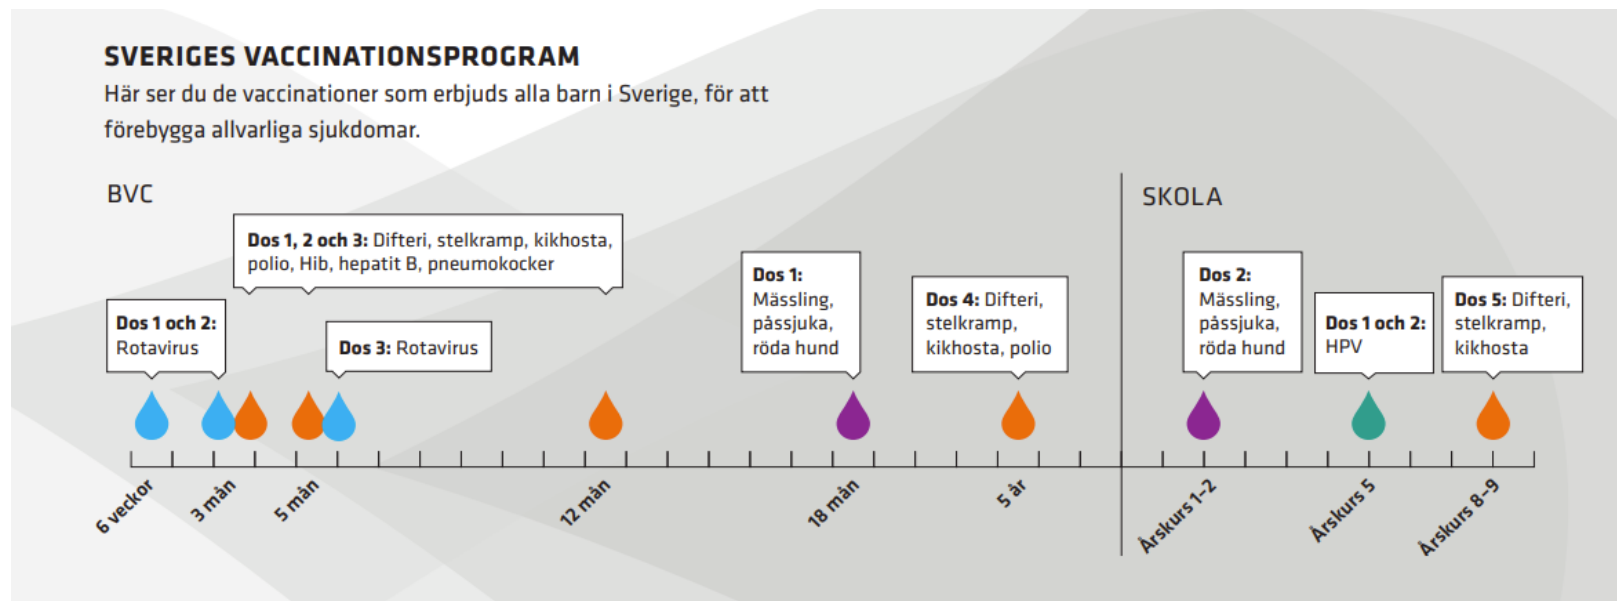 SVERIGES VACCINATIONSPROGRAM
Här ser du de vaccinationer som erbjuds alla barn i Sverige, för att
förebygga allvarliga sjukdomar.
BVC
SKOLA
Dos 1 och 2:
Rotavirus
Dos 1, 2 och 3: Difteri, stelkramp, kikhosta,
polio, Hib, hepatit B, pneumokocker
Dos 3: Rotavirus
Dos 1:
Mässling,
påssjuka,
röda hund
Dos 4: Difteri,
stelkramp,
kikhosta, polio
Dos 2:
Mässling,
påssjuka,
röda hund
Dos 1 och 2:
HPV
Dos 5: Difteri,
stelkramp,
kikhosta
6 veckor
3 mån
5 mån
12 mån
18 mån
5 år
Årskurs 1–2
Årskurs 5
Årskurs 8–9